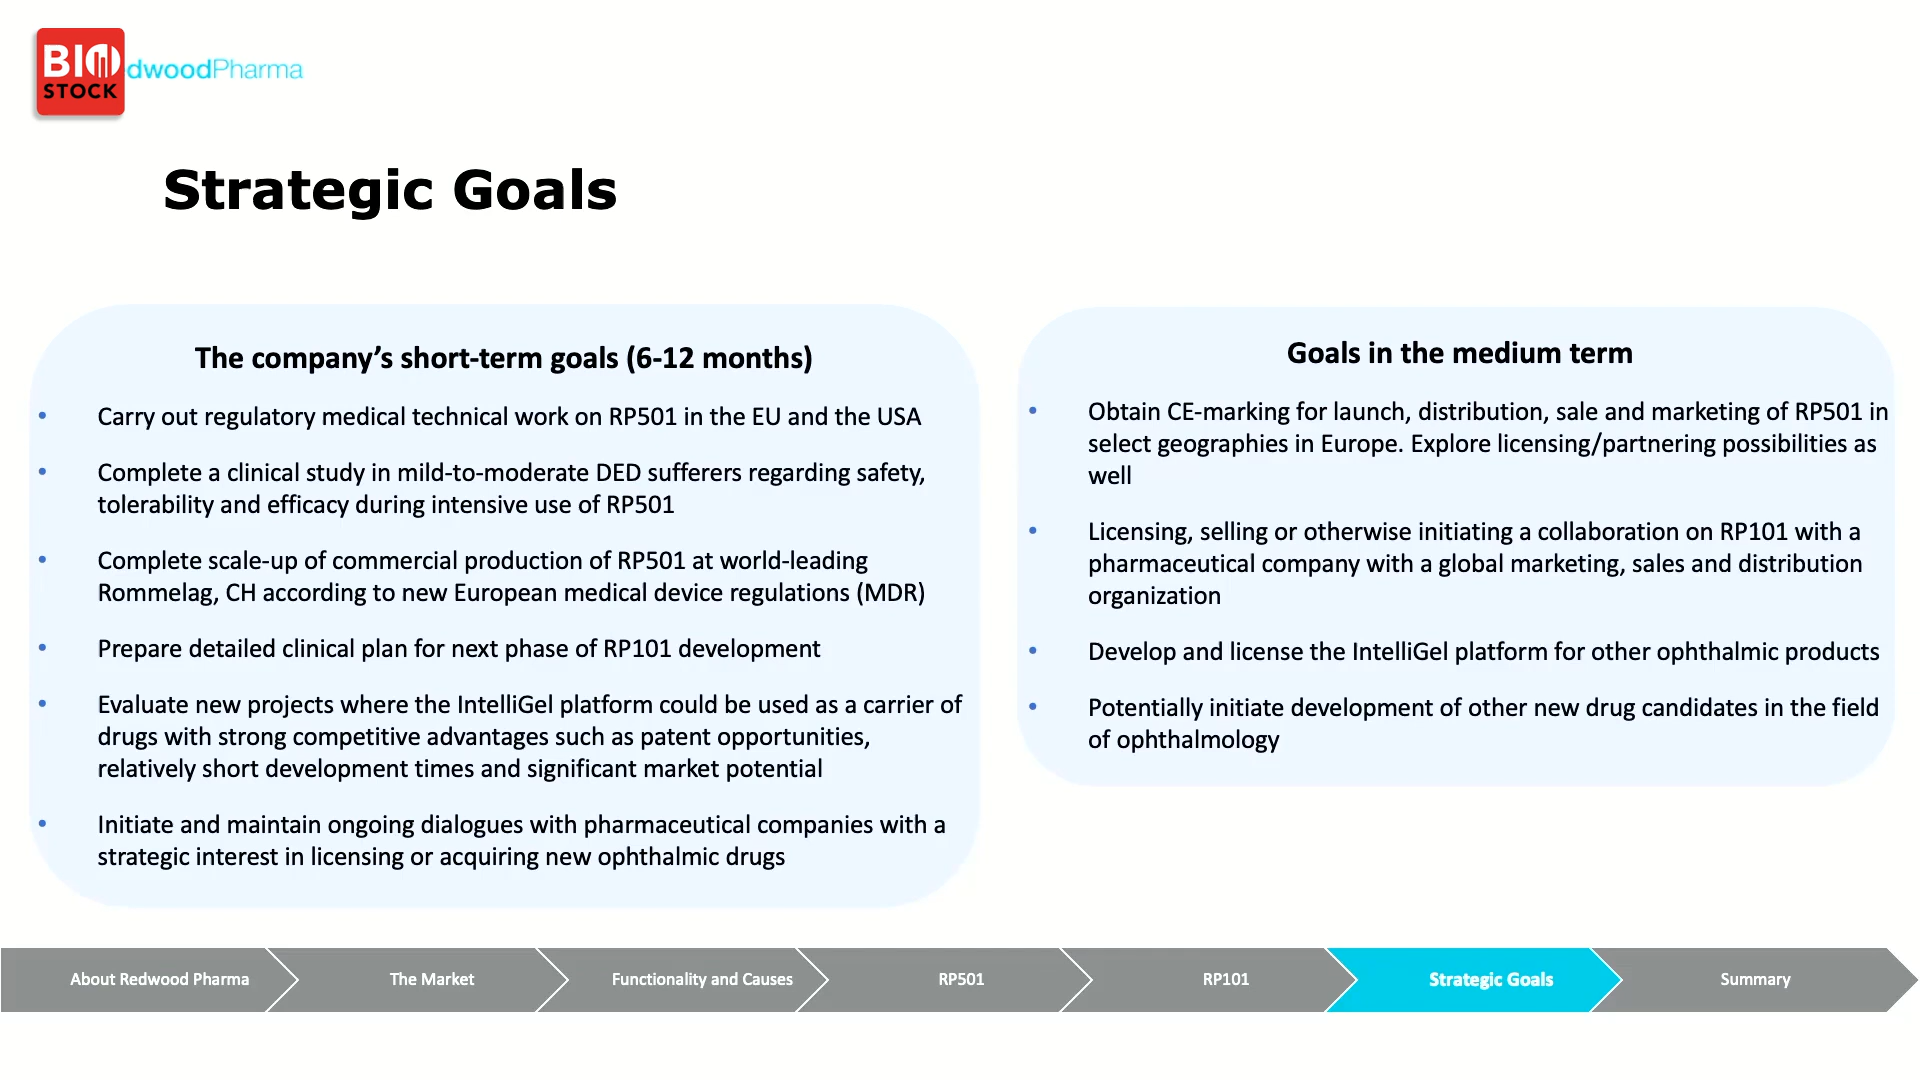 BIO
STOCK
dwoodPharma
Strategic Goals
The company’s short-term goals (6-12 months)
• Carry out regulatory medical technical work on RP501 in the EU and the USA
• Complete a clinical study in mild-to-moderate DED sufferers regarding safety,
tolerability and efficacy during intensive use of RP501
• Complete scale-up of commercial production of RP501 at world-leading
Rommelag, CH according to new European medical device regulations (MDR)
• Prepare detailed clinical plan for next phase of RP101 development
• Evaluate new projects where the IntelliGel platform could be used as a carrier of
drugs with strong competitive advantages such as patent opportunities,
relatively short development times and significant market potential
• Initiate and maintain ongoing dialogues with pharmaceutical companies with a
strategic interest in licensing or acquiring new ophthalmic drugs
Goals in the medium term
• Obtain CE-marking for launch, distribution, sale and marketing of RP501 in
select geographies in Europe. Explore licensing/partnering possibilities as
well
• Licensing, selling or otherwise initiating a collaboration on RP101 with a
pharmaceutical company with a global marketing, sales and distribution
organization
• Develop and license the IntelliGel platform for other ophthalmic products
• Potentially initiate development of other new drug candidates in the field
of ophthalmology
About Redwood Pharma
The Market
Functionality and Causes
RP501
RP101
Strategic Goals
Summary